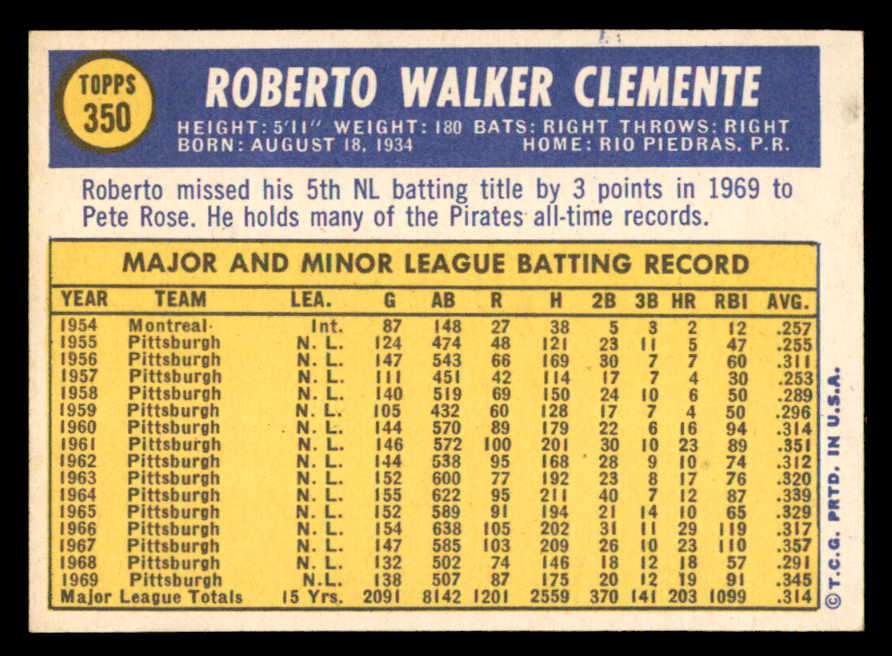 TOPPS
350
ROBERTO WALKER CLEMENTE
HEIGHT: 5'11" WEIGHT: 180 BATS: RIGHT THROWS: RIGHT
BORN: AUGUST 18, 1934 HOME: RIO PIEDRAS, P.R.
Roberto missed his 5th NL batting title by 3 points in 1969 to
Pete Rose. He holds many of the Pirates all-time records.
MAJOR AND MINOR LEAGUE BATTING RECORD
YEAR TEAM LEA. G AB R H 2B 3B HR RBI AVG.
1954 Montreal Int. 87 148 27 38 5 3 2 12 .257
1955 Pittsburgh N. L. 124 474 48 121 23 11 5 47 .255
1956 Pittsburgh N. L. 147 543 66 169 30 7 7 60 .311
1957 Pittsburgh N. L. 111 451 42 114 17 7 4 30 .253
1958 Pittsburgh N. L. 140 519 69 150 24 10 6 50 .289
1959 Pittsburgh N. L. 105 432 60 128 17 7 4 50 .296
1960 Pittsburgh N. L. 144 570 89 179 22 6 16 94 .314
1961 Pittsburgh N. L. 146 572 100 201 30 10 23 89 .351
1962 Pittsburgh N. L. 144 538 95 168 28 9 10 74 .312
1963 Pittsburgh N. L. 152 600 77 192 23 8 17 76 .320
1964 Pittsburgh N. L. 155 622 95 211 40 7 12 87 .339
1965 Pittsburgh N. L. 152 589 91 194 21 14 10 65 .329
1966 Pittsburgh N. L. 154 638 105 202 31 11 29 119 .317
1967 Pittsburgh N. L. 147 585 103 209 26 10 23 110 .357
1968 Pittsburgh N. L. 132 502 74 146 18 12 18 57 .291
1969 Pittsburgh N.L. 138 507 87 175 20 12 19 91 .345
Major League Totals 15 Yrs. 2091 8142 1201 2559 370 141 203 1099 .314
© T.C.G. PRTD. IN U.S.A.